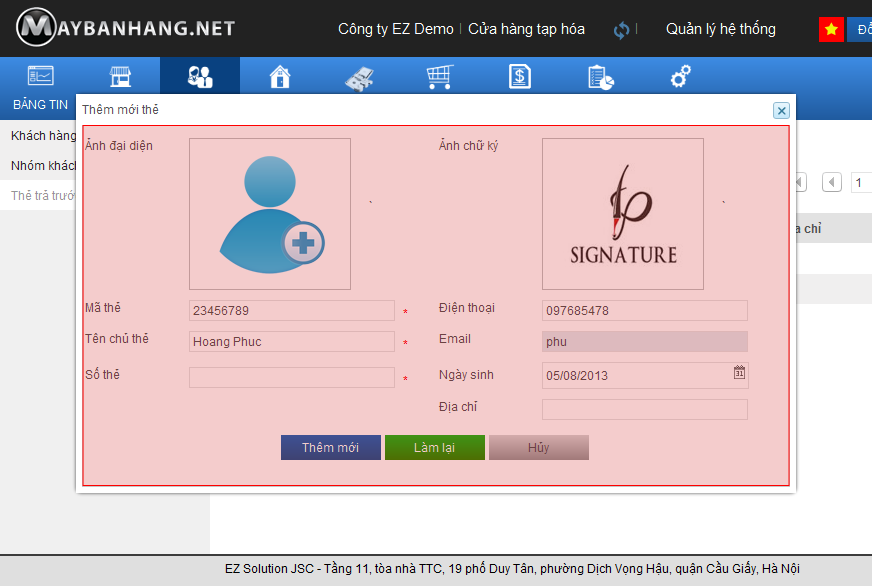 MAYBANHANG.NET
Công ty EZ Demo | Cửa hàng tạp hóa
Quản lý hệ thống
BẢNG TIN
Thêm mới thẻ
Khách hàng
Nhóm khách
Thẻ trả trướ
Ảnh đại diện
Ảnh chữ ký
SIGNATURE
1
a chỉ
Mã thẻ 23456789 *
Điện thoại 097685478
Tên chủ thẻ Hoang Phuc *
Email phu
Số thẻ *
Ngày sinh 05/08/2013
Địa chỉ
Thêm mới Làm lại Hủy
EZ Solution JSC - Tầng 11, tòa nhà TTC, 19 phố Duy Tân, phường Dịch Vọng Hậu, quận Cầu Giấy, Hà Nội